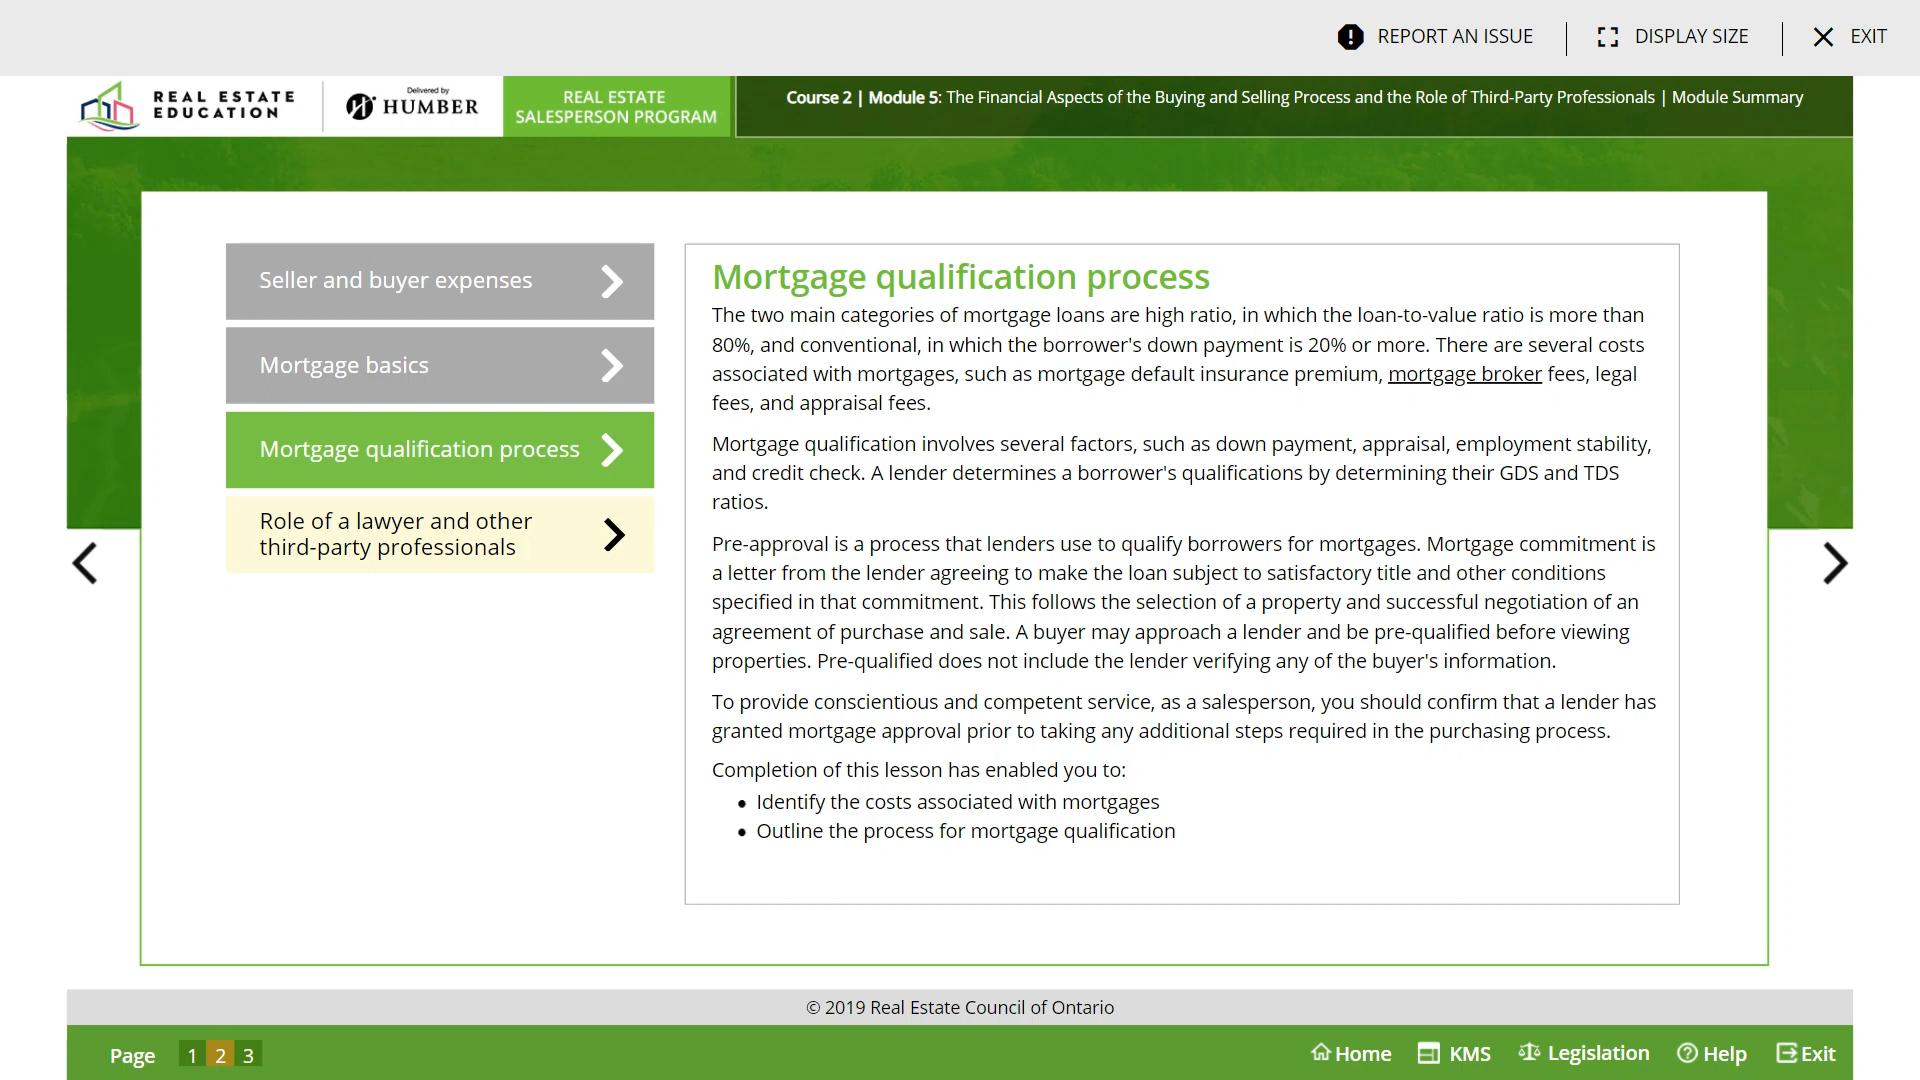 REPORT AN ISSUE
DISPLAY SIZE
EXIT
REAL ESTATE
EDUCATION
Delivered by
HUMBER
REAL ESTATE
SALESPERSON PROGRAM
Course 2 | Module 5: The Financial Aspects of the Buying and Selling Process and the Role of Third-Party Professionals | Module Summary
Seller and buyer expenses
Mortgage basics
Mortgage qualification process
Role of a lawyer and other
third-party professionals
Mortgage qualification process
The two main categories of mortgage loans are high ratio, in which the loan-to-value ratio is more than
80%, and conventional, in which the borrower's down payment is 20% or more. There are several costs
associated with mortgages, such as mortgage default insurance premium, mortgage broker fees, legal
fees, and appraisal fees.
Mortgage qualification involves several factors, such as down payment, appraisal, employment stability,
and credit check. A lender determines a borrower's qualifications by determining their GDS and TDS
ratios.
Pre-approval is a process that lenders use to qualify borrowers for mortgages. Mortgage commitment is
a letter from the lender agreeing to make the loan subject to satisfactory title and other conditions
specified in that commitment. This follows the selection of a property and successful negotiation of an
agreement of purchase and sale. A buyer may approach a lender and be pre-qualified before viewing
properties. Pre-qualified does not include the lender verifying any of the buyer's information.
To provide conscientious and competent service, as a salesperson, you should confirm that a lender has
granted mortgage approval prior to taking any additional steps required in the purchasing process.
Completion of this lesson has enabled you to:
• Identify the costs associated with mortgages
• Outline the process for mortgage qualification
© 2019 Real Estate Council of Ontario
Page 1 2 3
Home
KMS
Legislation
Help
Exit